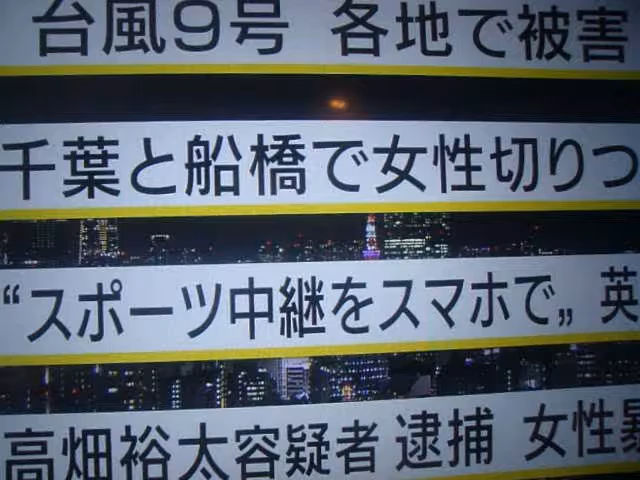 台風9号 各地で被害
千葉と船橋で女性切りつ
“スポーツ中継をスマホで„ 英
高畑裕太容疑者 逮捕 女性暴